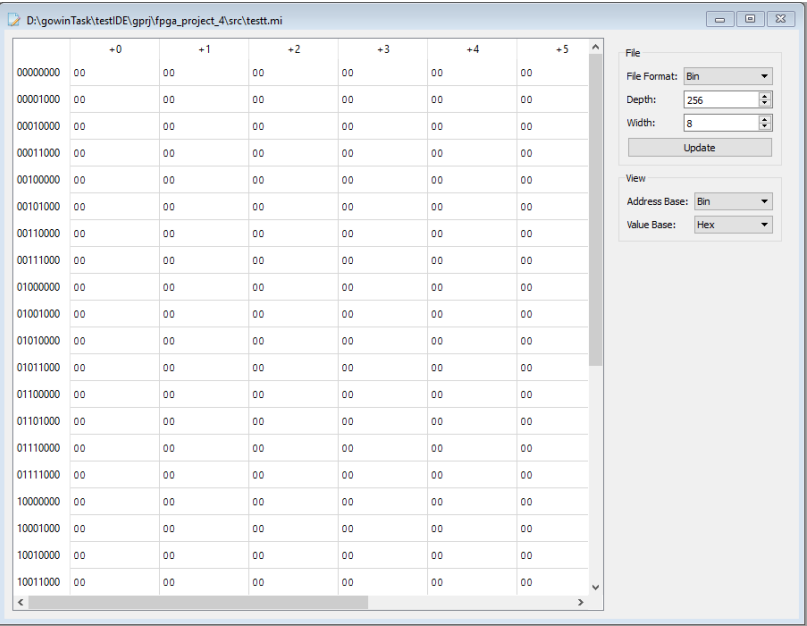 D:\gowinTask\testIDE\gprj\fpga_project_4\src\testt.mi
+0 +1 +2 +3 +4 +5
00000000 00 00 00 00 00 00
00001000 00 00 00 00 00 00
00010000 00 00 00 00 00 00
00011000 00 00 00 00 00 00
00100000 00 00 00 00 00 00
00101000 00 00 00 00 00 00
00110000 00 00 00 00 00 00
00111000 00 00 00 00 00 00
01000000 00 00 00 00 00 00
01001000 00 00 00 00 00 00
01010000 00 00 00 00 00 00
01011000 00 00 00 00 00 00
01100000 00 00 00 00 00 00
01101000 00 00 00 00 00 00
01110000 00 00 00 00 00 00
01111000 00 00 00 00 00 00
10000000 00 00 00 00 00 00
10001000 00 00 00 00 00 00
10010000 00 00 00 00 00 00
10011000 00 00 00 00 00 00
File
File Format: Bin
Depth: 256
Width: 8
Update
View
Address Base: Bin
Value Base: Hex